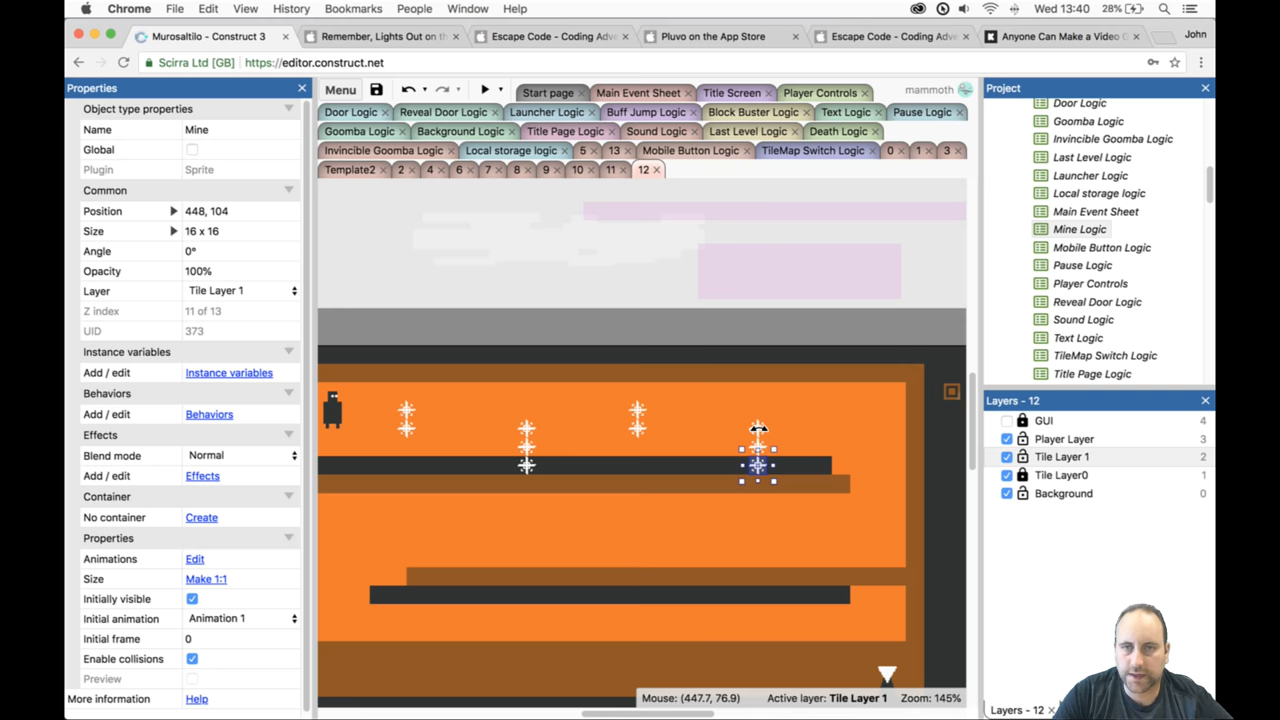 Chrome File Edit View History Bookmarks People Window Help Wed 13:40 28%
Murosaltilo - Construct 3 Remember, Lights Out on th Escape Code - Coding Adve Pluvo on the App Store Escape Code - Coding Adve Anyone Can Make a Video G John
Scirra Ltd [GB] https://editor.construct.net
Properties
Menu Start page Main Event Sheet Title Screen Player Controls mammoth
Door Logic Reveal Door Logic Launcher Logic Buff Jump Logic Block Buster Logic Text Logic Pause Logic
Goomba Logic Background Logic Title Page Logic Sound Logic Last Level Logic Death Logic
Invincible Goomba Logic Local storage logic 5 13 Mobile Button Logic TileMap Switch Logic 0 1 3
Template2 2 4 6 7 8 9 10 11 12
Object type properties
Name Mine
Global
Plugin Sprite
Common
Position 448, 104
Size 16 x 16
Angle 0°
Opacity 100%
Layer Tile Layer 1
Z index 11 of 13
UID 373
Instance variables
Add / edit Instance variables
Behaviors
Add / edit Behaviors
Effects
Add / edit
Blend mode Normal
Add / edit Effects
Container
No container Create
Properties
Animations Edit
Size Make 1:1
Initially visible
Initial animation Animation 1
Initial frame 0
Enable collisions
Preview
More information Help
Mouse: (447.7, 76.9) Active layer: Tile Layer 1 Zoom: 145%
Project
Door Logic
Goomba Logic
Invincible Goomba Logic
Last Level Logic
Launcher Logic
Local storage logic
Main Event Sheet
Mine Logic
Mobile Button Logic
Pause Logic
Player Controls
Reveal Door Logic
Sound Logic
Text Logic
TileMap Switch Logic
Title Page Logic
Layers - 12
GUI 4
Player Layer 3
Tile Layer 1 2
Tile Layer0 1
Background 0
Layers - 12